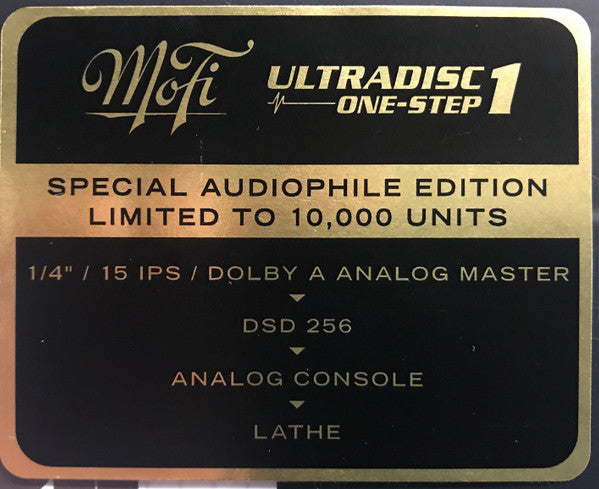 MoFi ULTRADISC
ONE-STEP 1
SPECIAL AUDIOPHILE EDITION
LIMITED TO 10,000 UNITS
1/4" / 15 IPS / DOLBY A ANALOG MASTER
DSD 256
ANALOG CONSOLE
LATHE